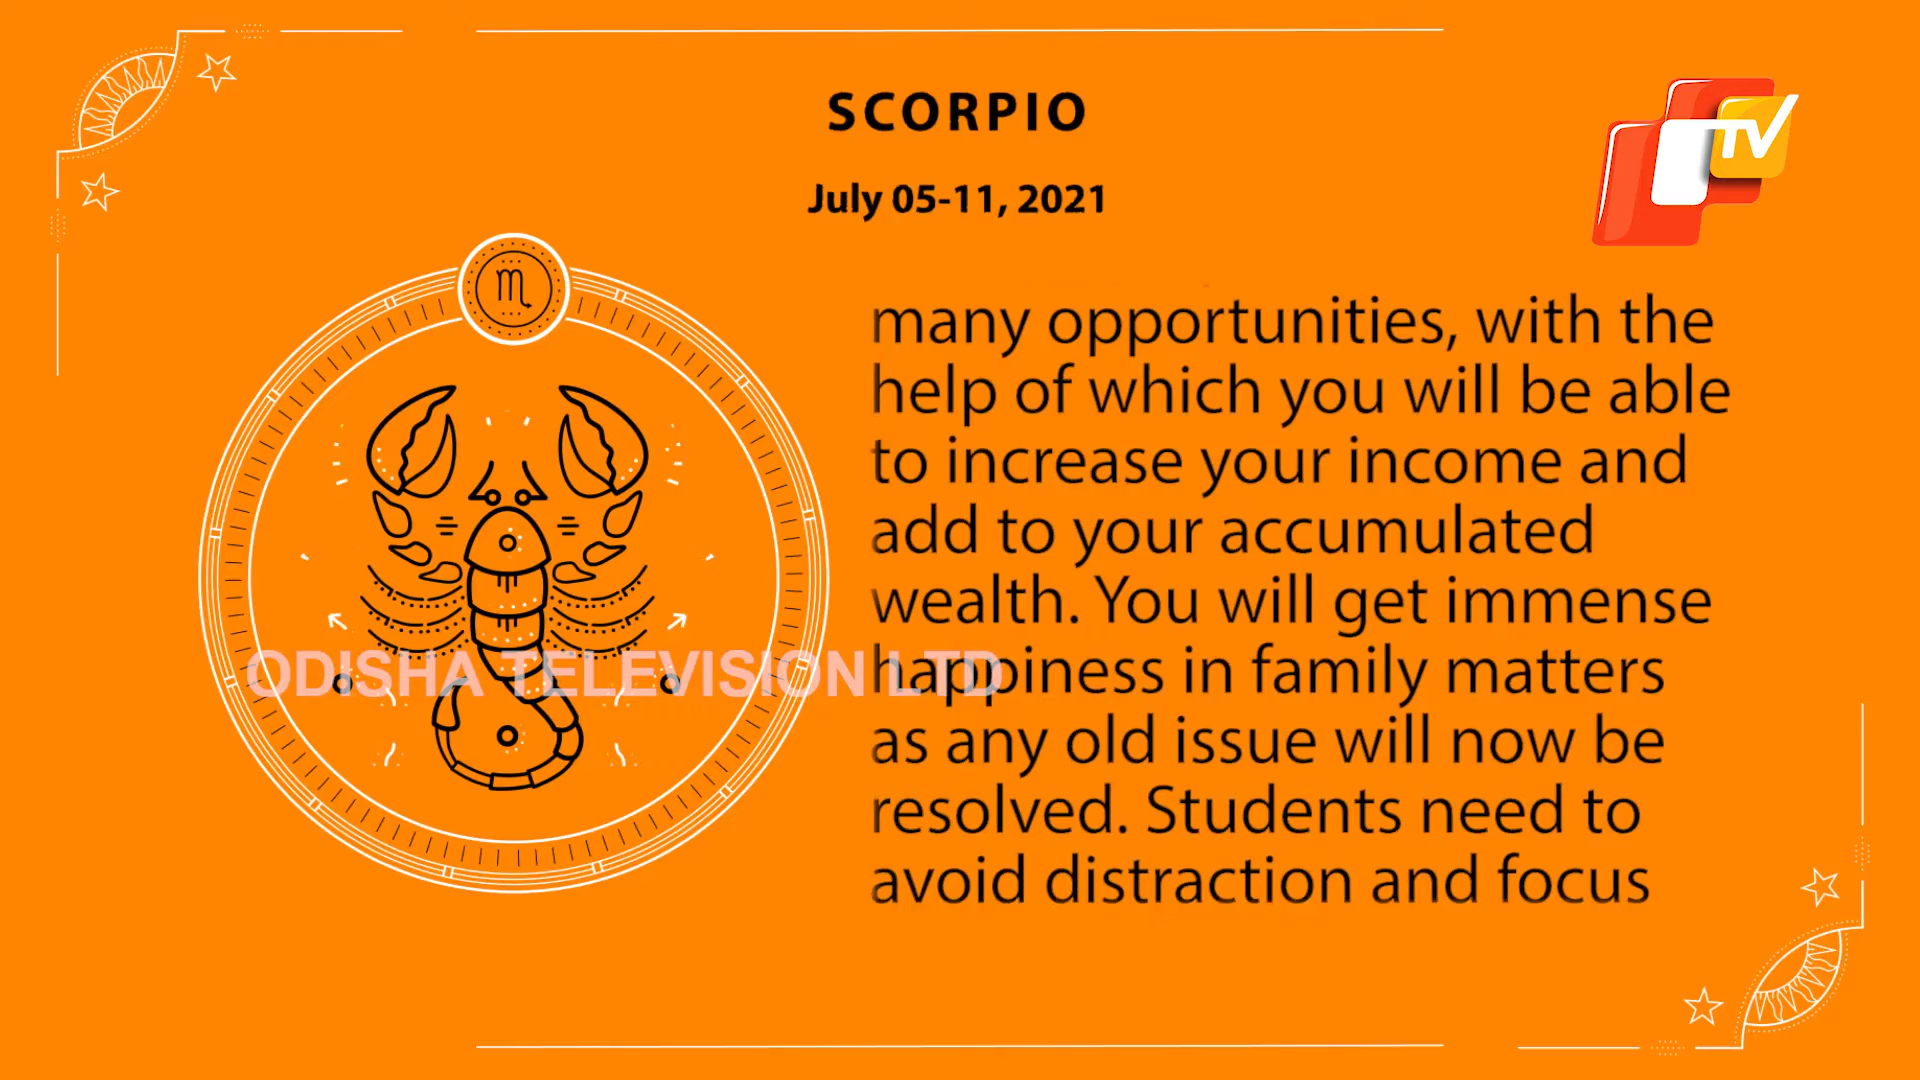 SCORPIO
TV
July 05-11, 2021
many opportunities, with the
help of which you will be able
to increase your income and
add to your accumulated
wealth. You will get immense
happiness in family matters
as any old issue will now be
resolved. Students need to
avoid distraction and focus
ODISHA TELEVISION LTD